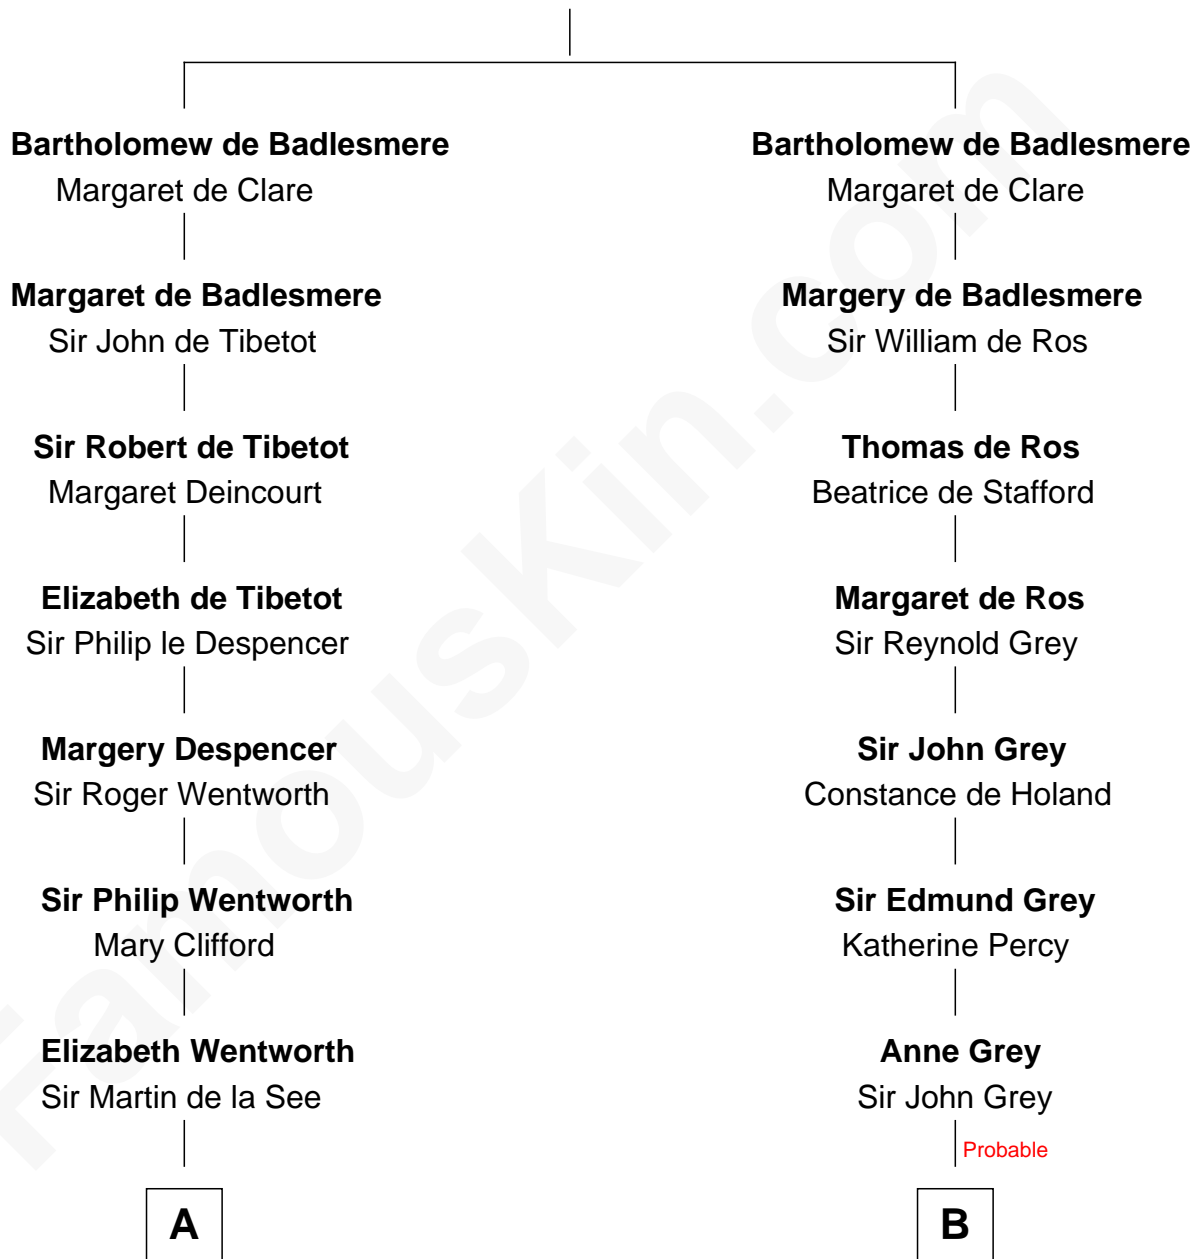 Bartholomew de Badlesmere
Margaret de Clare
Margaret de Badlesmere
Sir John de Tibetot
Sir Robert de Tibetot
Margaret Deincourt
Elizabeth de Tibetot
Sir Philip le Despencer
Margery Despencer
Sir Roger Wentworth
Sir Philip Wentworth
Mary Clifford
Elizabeth Wentworth
Sir Martin de la See
A
Bartholomew de Badlesmere
Margaret de Clare
Margery de Badlesmere
Sir William de Ros
Thomas de Ros
Beatrice de Stafford
Margaret de Ros
Sir Reynold Grey
Sir John Grey
Constance de Holand
Sir Edmund Grey
Katherine Percy
Anne Grey
Sir John Grey
Probable
B
FamousKin.com